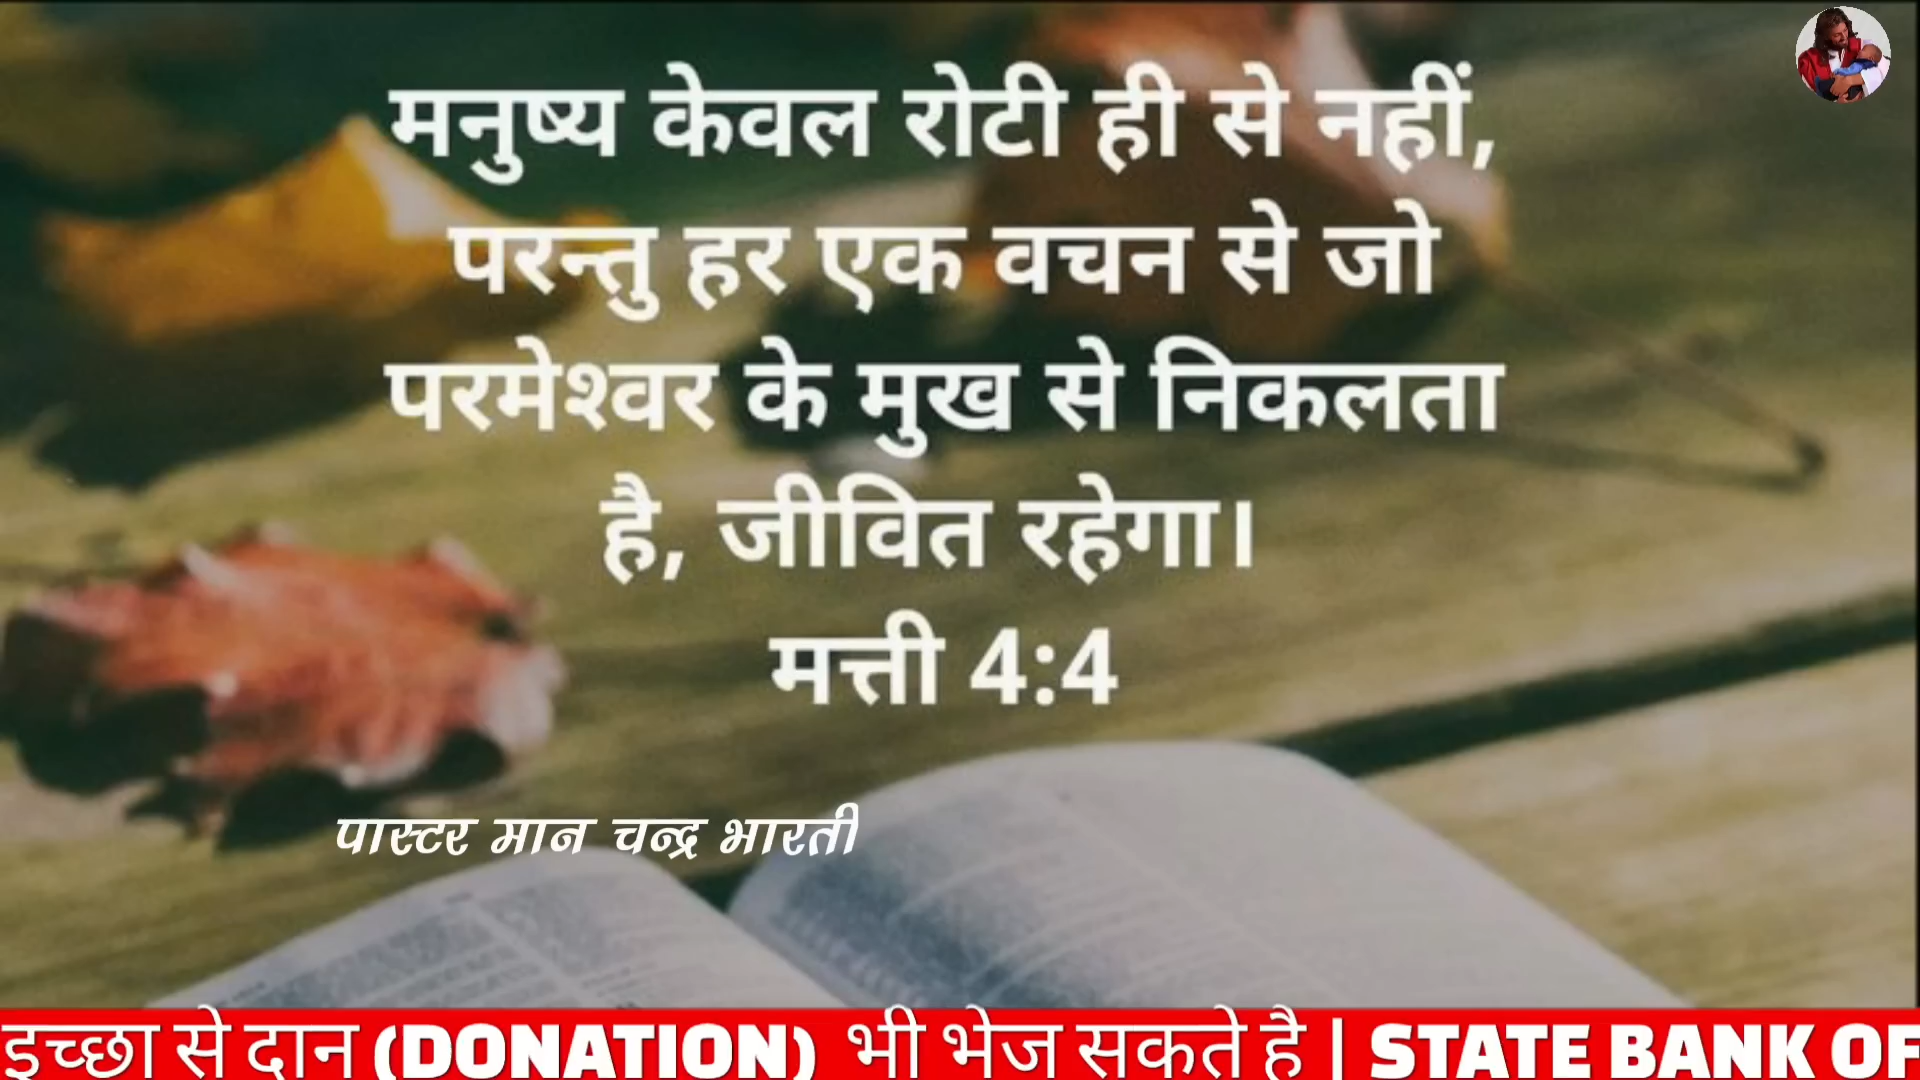 मनुष्य केवल रोटी ही से नहीं,
परन्तु हर एक वचन से जो
परमेश्वर के मुख से निकलता
है, जीवित रहेगा।
मत्ती 4:4
पास्टर मान चन्द्र भारती
इच्छा से दान (DONATION) भी भेज सकते है | STATE BANK OF